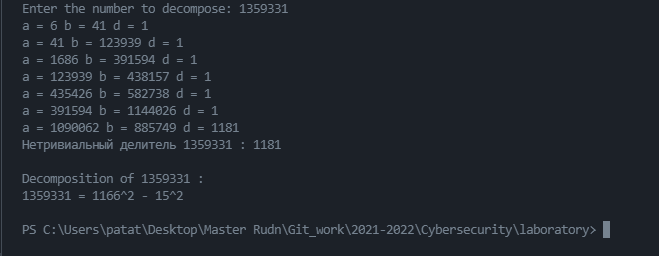 Enter the number to decompose: 1359331
a = 6 b = 41 d = 1
a = 41 b = 123939 d = 1
a = 1686 b = 391594 d = 1
a = 123939 b = 438157 d = 1
a = 435426 b = 582738 d = 1
a = 391594 b = 1144026 d = 1
a = 1090062 b = 885749 d = 1181
Нетривиальный делитель 1359331 : 1181
Decomposition of 1359331 :
1359331 = 1166^2 - 15^2
PS C:\Users\patat\Desktop\Master Rudn\Git_work\2021-2022\Cybersecurity\laboratory>